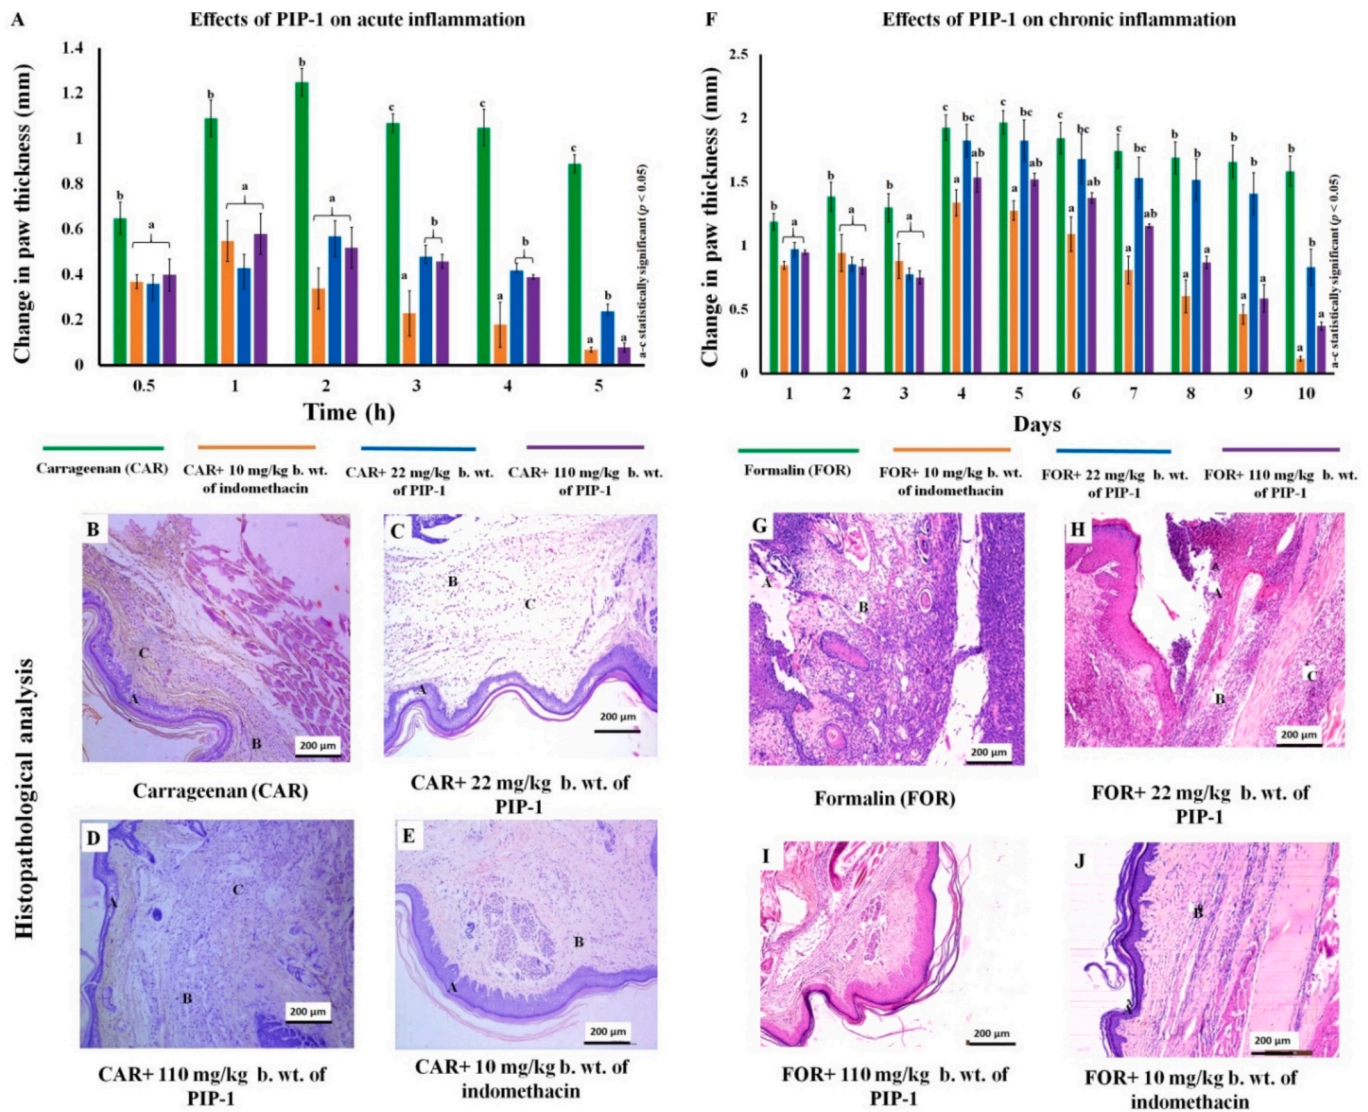 A
Effects of PIP-1 on acute inflammation
Change in paw thickness (mm)
1.4
1.2
1
0.8
0.6
0.4
0.2
0
b
a
b
a
b
a
c
a
b
c
a
b
c
a
b
a
0.5 1 2 3 4 5
Time (h)
a-c statistically significant (p < 0.05)
Carrageenan (CAR)
CAR+ 10 mg/kg b. wt.
of indomethacin
CAR+ 22 mg/kg b. wt.
of PIP-1
CAR+ 110 mg/kg b. wt.
of PIP-1
F
Effects of PIP-1 on chronic inflammation
Change in paw thickness (mm)
2.5
2
1.5
1
0.5
0
b
a
b
a
b
a
c
a
bc
ab
c
a
bc
ab
c
a
bc
ab
c
a
bc
ab
b
a
b
a
b
a
b
a
b
a
b
a
1 2 3 4 5 6 7 8 9 10
Days
a-c statistically significant (p < 0.05)
Formalin (FOR)
FOR+ 10 mg/kg b. wt.
of indomethacin
FOR+ 22 mg/kg b. wt.
of PIP-1
FOR+ 110 mg/kg b. wt.
of PIP-1
Histopathological analysis
B
C
A
B
200 µm
Carrageenan (CAR)
C
B
C
A
200 µm
CAR+ 22 mg/kg b. wt. of
PIP-1
G
A
B
200 µm
Formalin (FOR)
H
A
A
B
C
200 µm
FOR+ 22 mg/kg b. wt. of
PIP-1
D
A
C
B
200 µm
CAR+ 110 mg/kg b. wt. of
PIP-1
E
B
A
200 µm
CAR+ 10 mg/kg b. wt. of
indomethacin
I
200 µm
FOR+ 110 mg/kg b. wt. of
PIP-1
J
B
200 µm
FOR+ 10 mg/kg b. wt. of
indomethacin